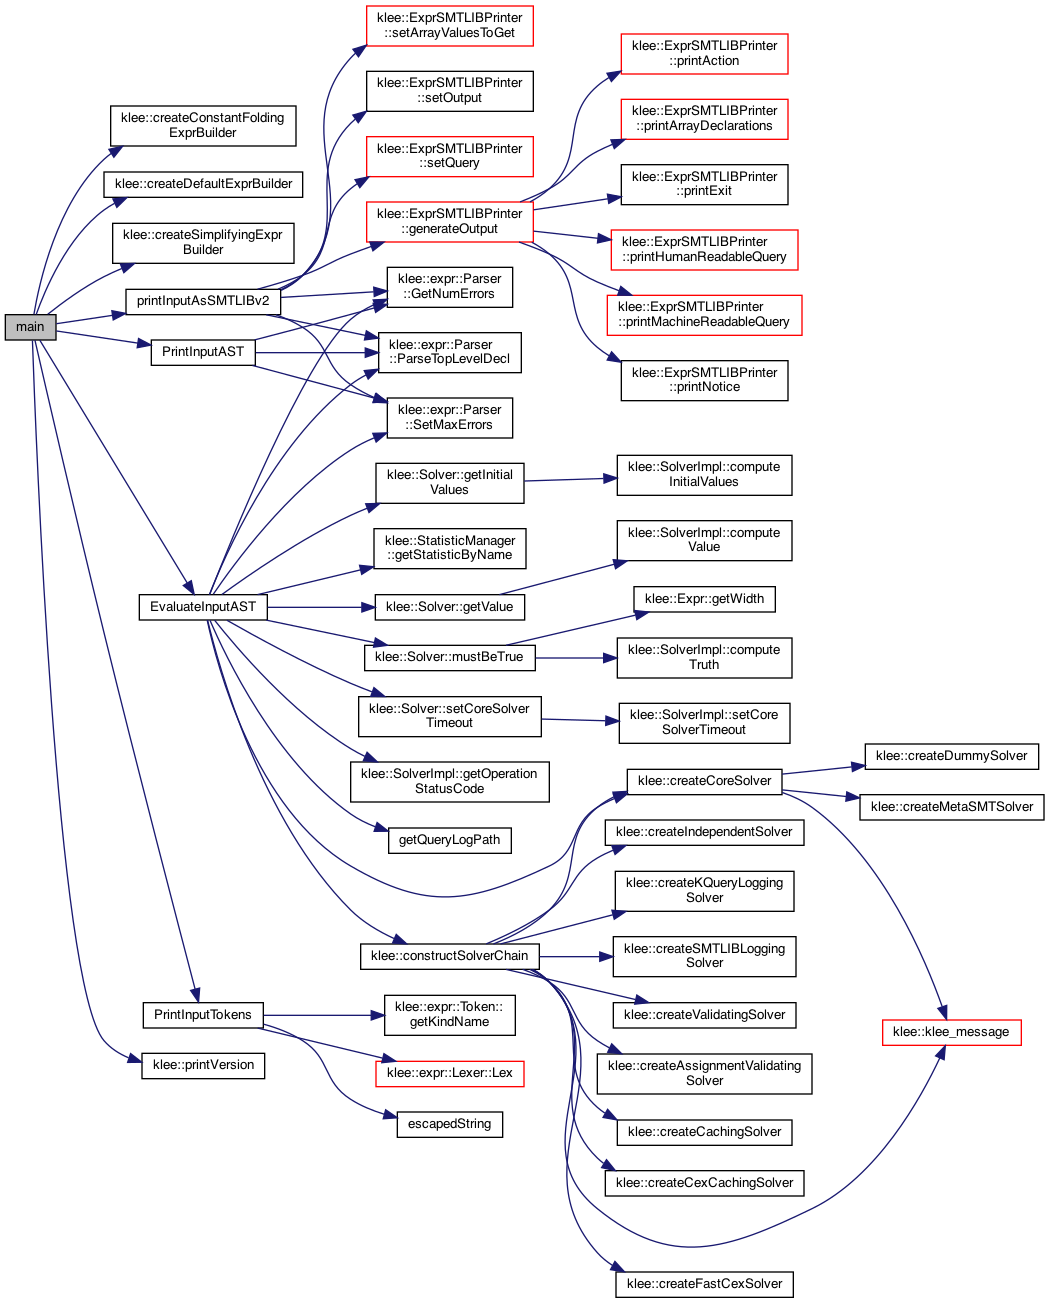 main
klee::createConstantFolding
ExprBuilder
klee::createDefaultExprBuilder
klee::createSimplifyingExpr
Builder
printInputAsSMTLIBv2
PrintInputAST
EvaluateInputAST
PrintInputTokens
klee::printVersion
klee::ExprSMTLIBPrinter
::setArrayValuesToGet
klee::ExprSMTLIBPrinter
::setOutput
klee::ExprSMTLIBPrinter
::setQuery
klee::ExprSMTLIBPrinter
::generateOutput
klee::expr::Parser
::GetNumErrors
klee::expr::Parser
::ParseTopLevelDecl
klee::expr::Parser
::SetMaxErrors
klee::Solver::getInitial
Values
klee::StatisticManager
::getStatisticByName
klee::Solver::getValue
klee::Solver::mustBeTrue
klee::Solver::setCoreSolver
Timeout
klee::SolverImpl::getOperation
StatusCode
getQueryLogPath
klee::constructSolverChain
klee::expr::Token::
getKindName
klee::expr::Lexer::Lex
escapedString
klee::ExprSMTLIBPrinter
::printAction
klee::ExprSMTLIBPrinter
::printArrayDeclarations
klee::ExprSMTLIBPrinter
::printExit
klee::ExprSMTLIBPrinter
::printHumanReadableQuery
klee::ExprSMTLIBPrinter
::printMachineReadableQuery
klee::ExprSMTLIBPrinter
::printNotice
klee::SolverImpl::compute
InitialValues
klee::SolverImpl::compute
Value
klee::Expr::getWidth
klee::SolverImpl::compute
Truth
klee::SolverImpl::setCore
SolverTimeout
klee::createCoreSolver
klee::createIndependentSolver
klee::createKQueryLogging
Solver
klee::createSMTLIBLogging
Solver
klee::createValidatingSolver
klee::createAssignmentValidating
Solver
klee::createCachingSolver
klee::createCexCachingSolver
klee::createFastCexSolver
klee::createDummySolver
klee::createMetaSMTSolver
klee::klee_message